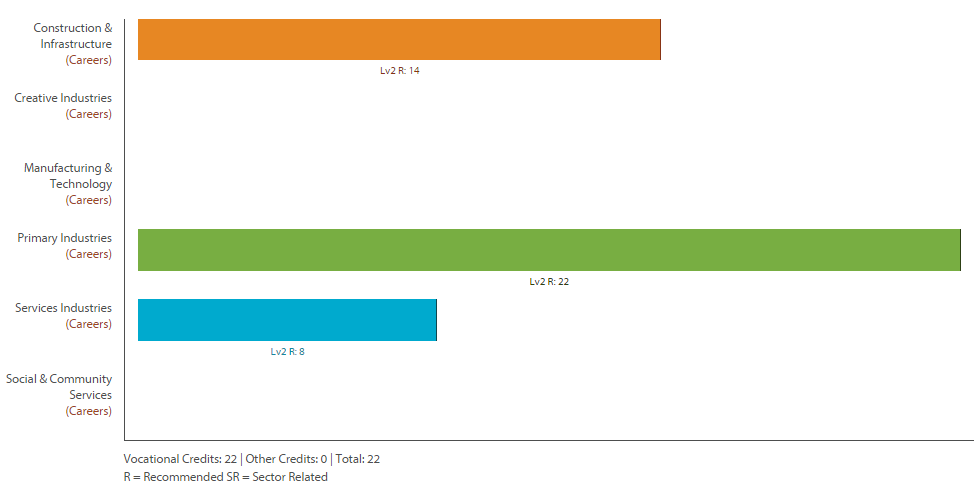 Construction &
Infrastructure
(Careers)
Lv2 R: 14
Creative Industries
(Careers)
Manufacturing &
Technology
(Careers)
Primary Industries
(Careers)
Lv2 R: 22
Services Industries
(Careers)
Lv2 R: 8
Social & Community
Services
(Careers)
Vocational Credits: 22 | Other Credits: 0 | Total: 22
R = Recommended SR = Sector Related